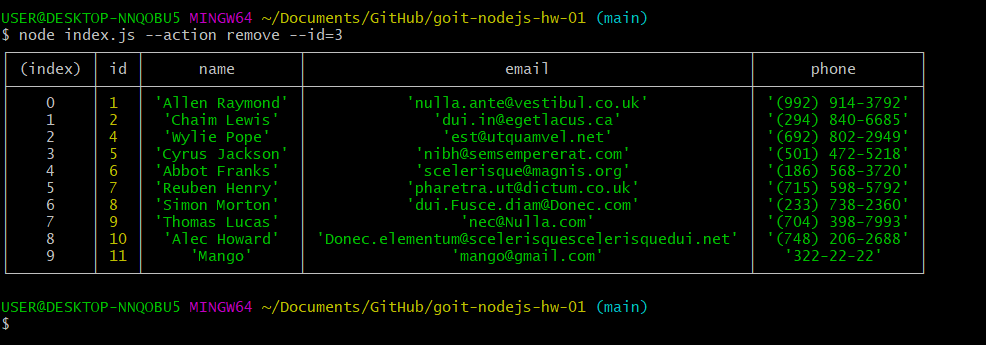 USER@DESKTOP-NNQOBU5 MINGW64 ~/Documents/GitHub/goit-nodejs-hw-01 (main)
$ node index.js --action remove --id=3
(index) id name email phone
0 1 'Allen Raymond' 'nulla.ante@vestibul.co.uk' '(992) 914-3792'
1 2 'Chaim Lewis' 'dui.in@egetlacus.ca' '(294) 840-6685'
2 4 'Wylie Pope' 'est@utquamvel.net' '(692) 802-2949'
3 5 'Cyrus Jackson' 'nibh@semsempererat.com' '(501) 472-5218'
4 6 'Abbot Franks' 'scelerisque@magnis.org' '(186) 568-3720'
5 7 'Reuben Henry' 'pharetra.ut@dictum.co.uk' '(715) 598-5792'
6 8 'Simon Morton' 'dui.Fusce.diam@Donec.com' '(233) 738-2360'
7 9 'Thomas Lucas' 'nec@Nulla.com' '(704) 398-7993'
8 10 'Alec Howard' 'Donec.elementum@scelerisquescelerisquedui.net' '(748) 206-2688'
9 11 'Mango' 'mango@gmail.com' '322-22-22'
USER@DESKTOP-NNQOBU5 MINGW64 ~/Documents/GitHub/goit-nodejs-hw-01 (main)
$